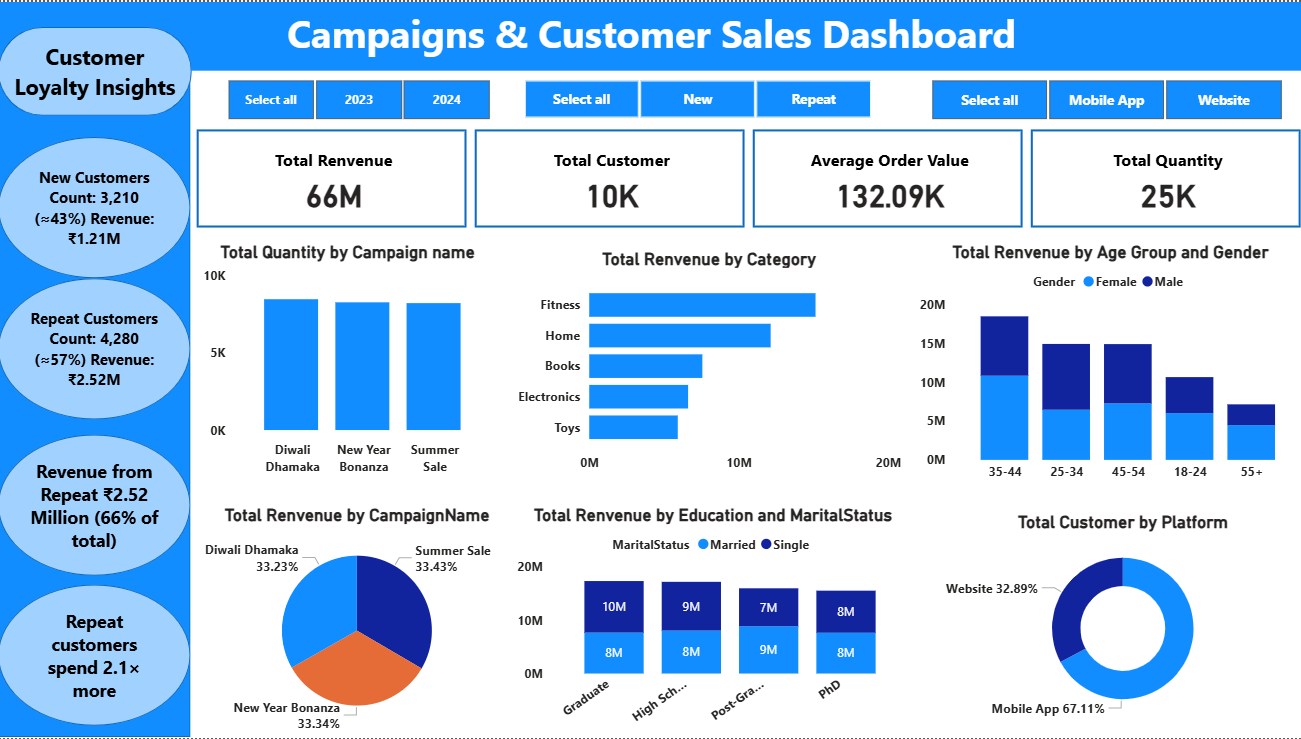 Campaigns & Customer Sales Dashboard
Customer
Loyalty Insights
New Customers
Count: 3,210
(≈43%) Revenue:
₹1.21M
Repeat Customers
Count: 4,280
(≈57%) Revenue:
₹2.52M
Revenue from
Repeat ₹2.52
Million (66% of
total)
Repeat
customers
spend 2.1×
more
Select all 2023 2024
Select all New Repeat
Select all Mobile App Website
Total Renvenue
66M
Total Customer
10K
Average Order Value
132.09K
Total Quantity
25K
Total Quantity by Campaign name
10K
5K
0K
Diwali
Dhamaka
New Year
Bonanza
Summer
Sale
Total Renvenue by Category
Fitness
Home
Books
Electronics
Toys
0M 10M 20M
Total Renvenue by Age Group and Gender
Gender Female Male
20M
15M
10M
5M
0M
35-44 25-34 45-54 18-24 55+
Total Renvenue by CampaignName
Diwali Dhamaka
33.23%
Summer Sale
33.43%
New Year Bonanza
33.34%
Total Renvenue by Education and MaritalStatus
MaritalStatus Married Single
20M
10M
0M
10M 9M 7M 8M
8M 8M 9M 8M
Graduate High Sch... Post-Gra... PhD
Total Customer by Platform
Website 32.89%
Mobile App 67.11%